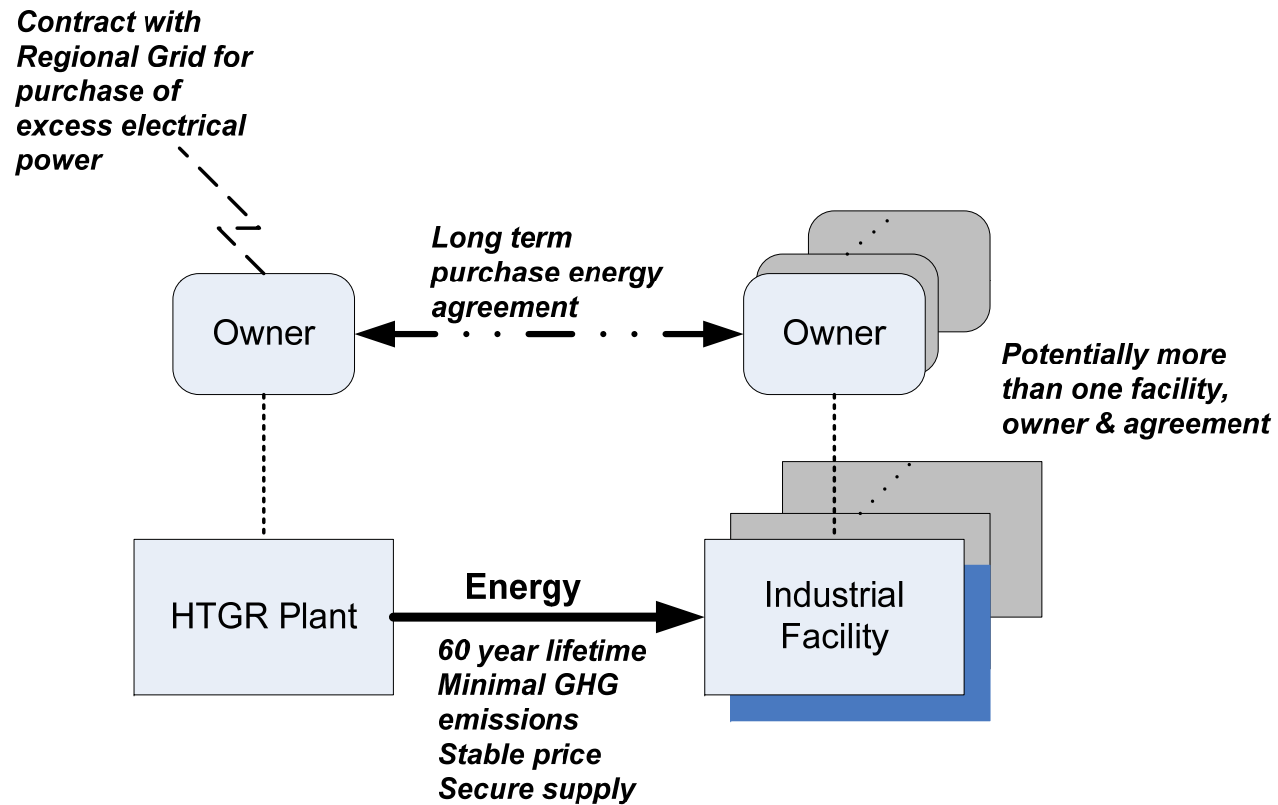 Contract with
Regional Grid for
purchase of
excess electrical
power
Long term
purchase energy
agreement
Owner
Owner
Potentially more
than one facility,
owner & agreement
HTGR Plant
Energy
Industrial
Facility
60 year lifetime
Minimal GHG
emissions
Stable price
Secure supply